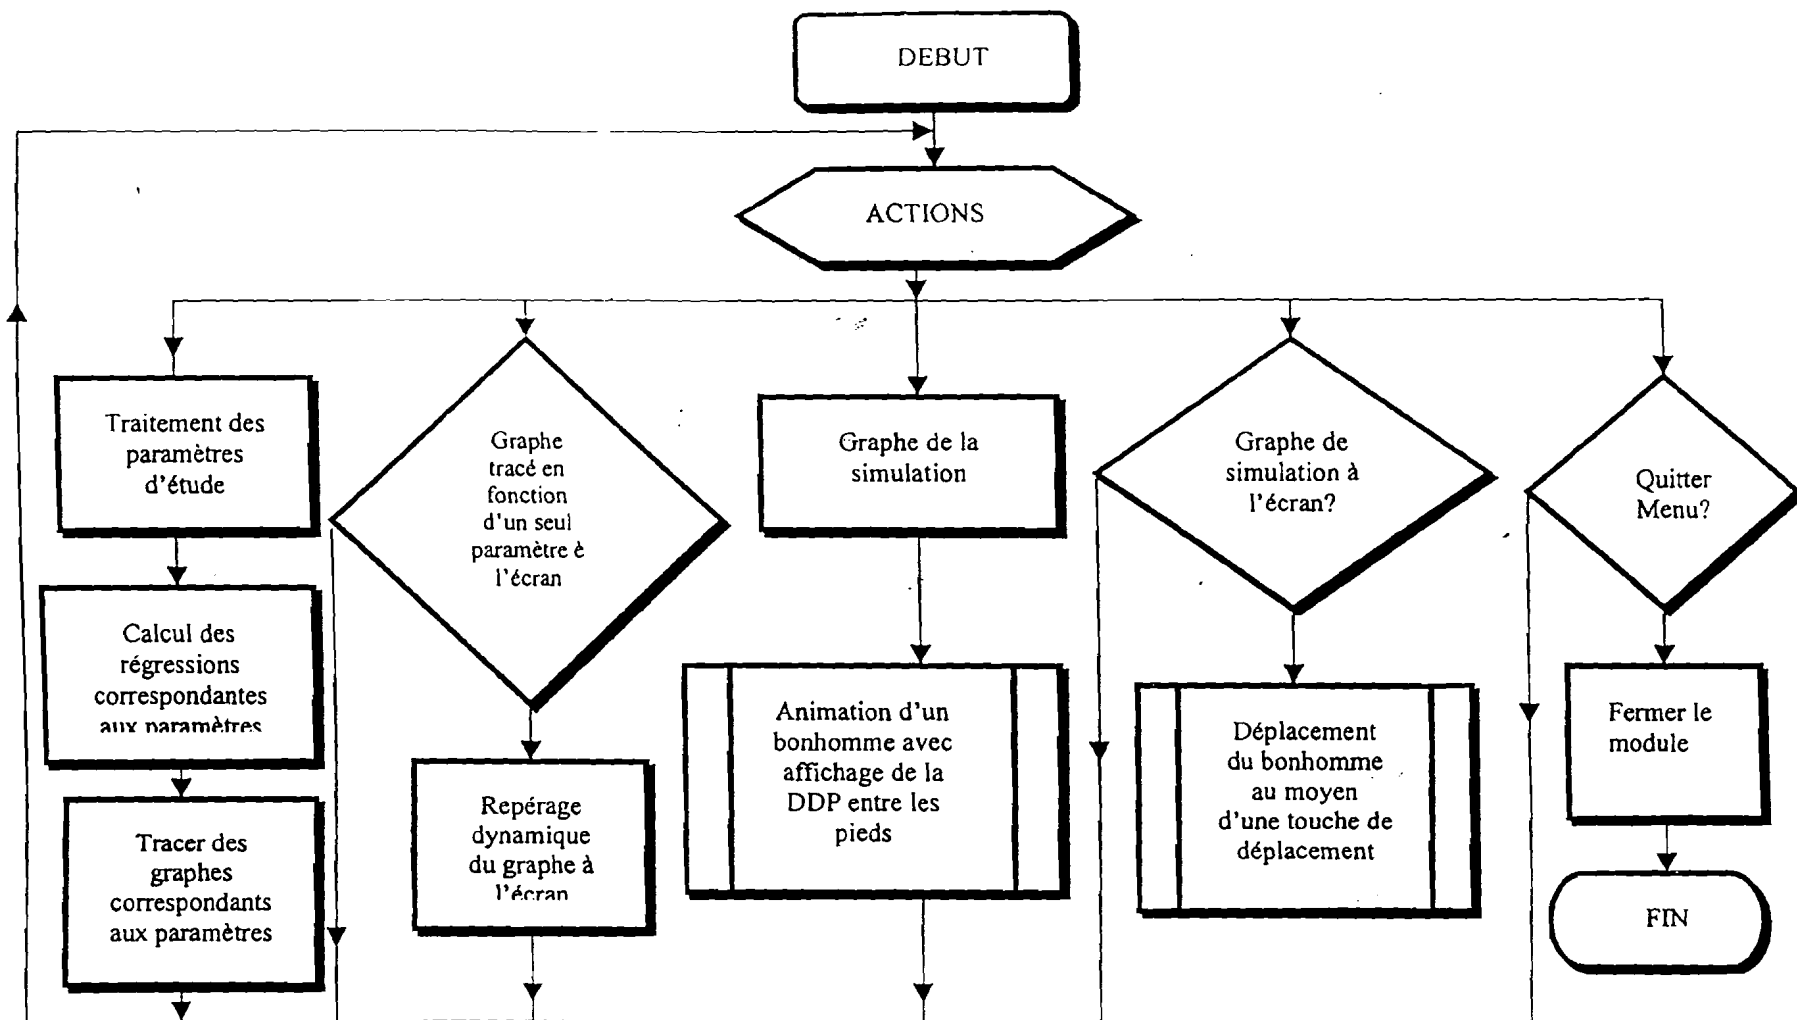 DEBUT
ACTIONS
Traitement des
paramètres
d'étude
Graphe
tracé en
fonction
d'un seul
paramètre è
l'écran
Graphe de la
simulation
Graphe de
simulation à
l'écran?
Quitter
Menu?
Calcul des
régressions
correspondantes
aux paramètres
Animation d'un
bonhomme avec
affichage de la
DDP entre les
pieds
Déplacement
du bonhomme
au moyen
d'une touche de
déplacement
Fermer le
module
Repérage
dynamique
du graphe à
l'écran
Tracer des
graphes
correspondants
aux paramètres
FIN